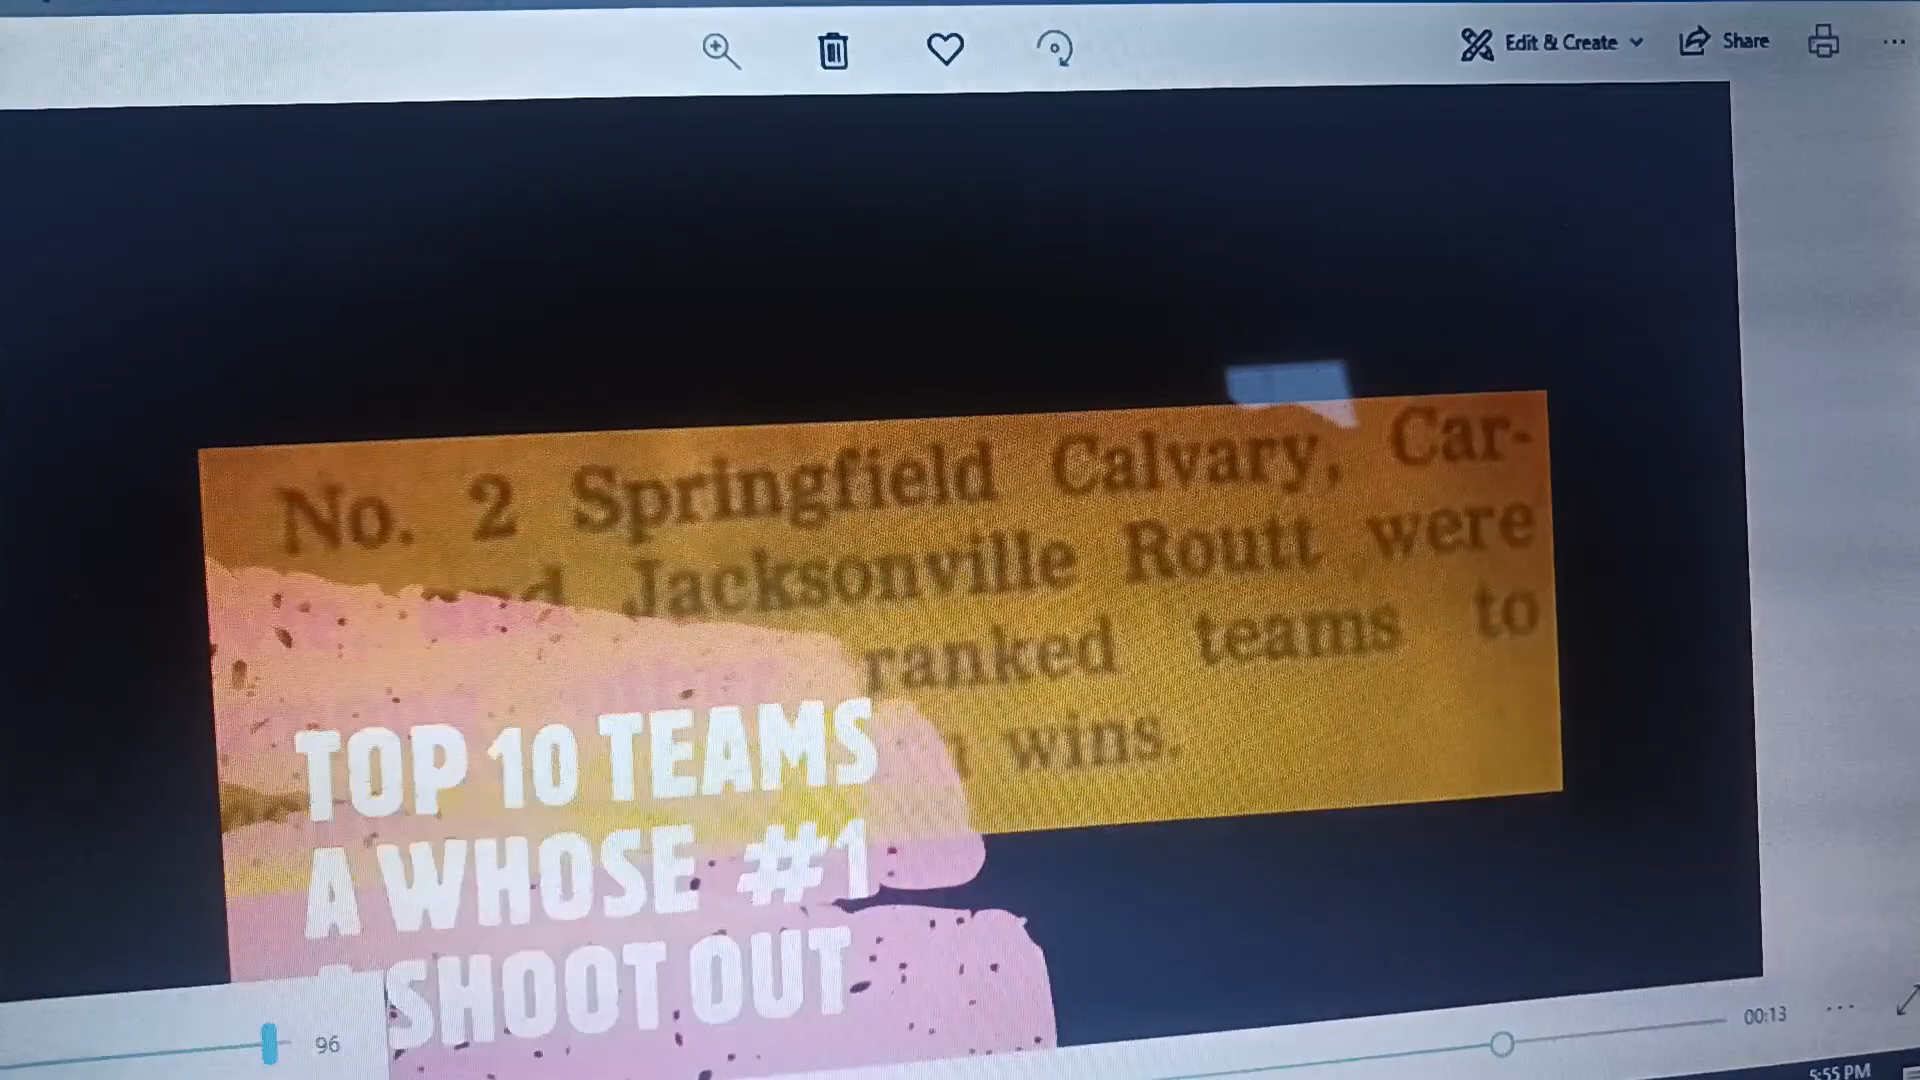 Edit & Create
Share
No. 2 Springfield Calvary, Car-
Jacksonville Routt were
ranked teams to
wins.
TOP 10 TEAMS
A WHOSE #1
SHOOT OUT
96
00:13
5:55 PM